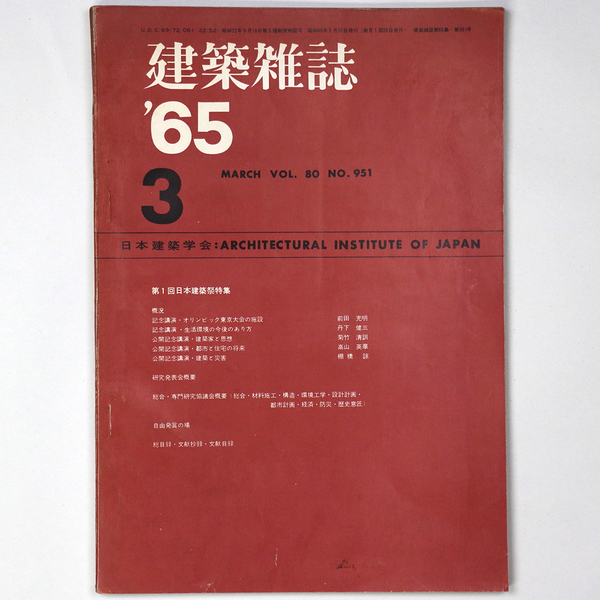 建築雑誌
'65
3
MARCH VOL. 80 NO. 951
日本建築学会:ARCHITECTURAL INSTITUTE OF JAPAN
第1回日本建築祭特集
概況
記念講演・オリンピック東京大会の施設 前田 充明
記念講演・生活環境の今後のあり方 丹下 健三
公開記念講演・建築家と思想 菊竹 清訓
公開記念講演・都市と住宅の将来 高山 英華
公開記念講演・建築と災害 棚橋 諒
研究発表会概要
総合・専門研究協議会概要(総合・材料施工・構造・環境工学・設計計画・
都市計画・経済・防災・歴史意匠)
自由発言の場
総目録・文献抄録・文献目録